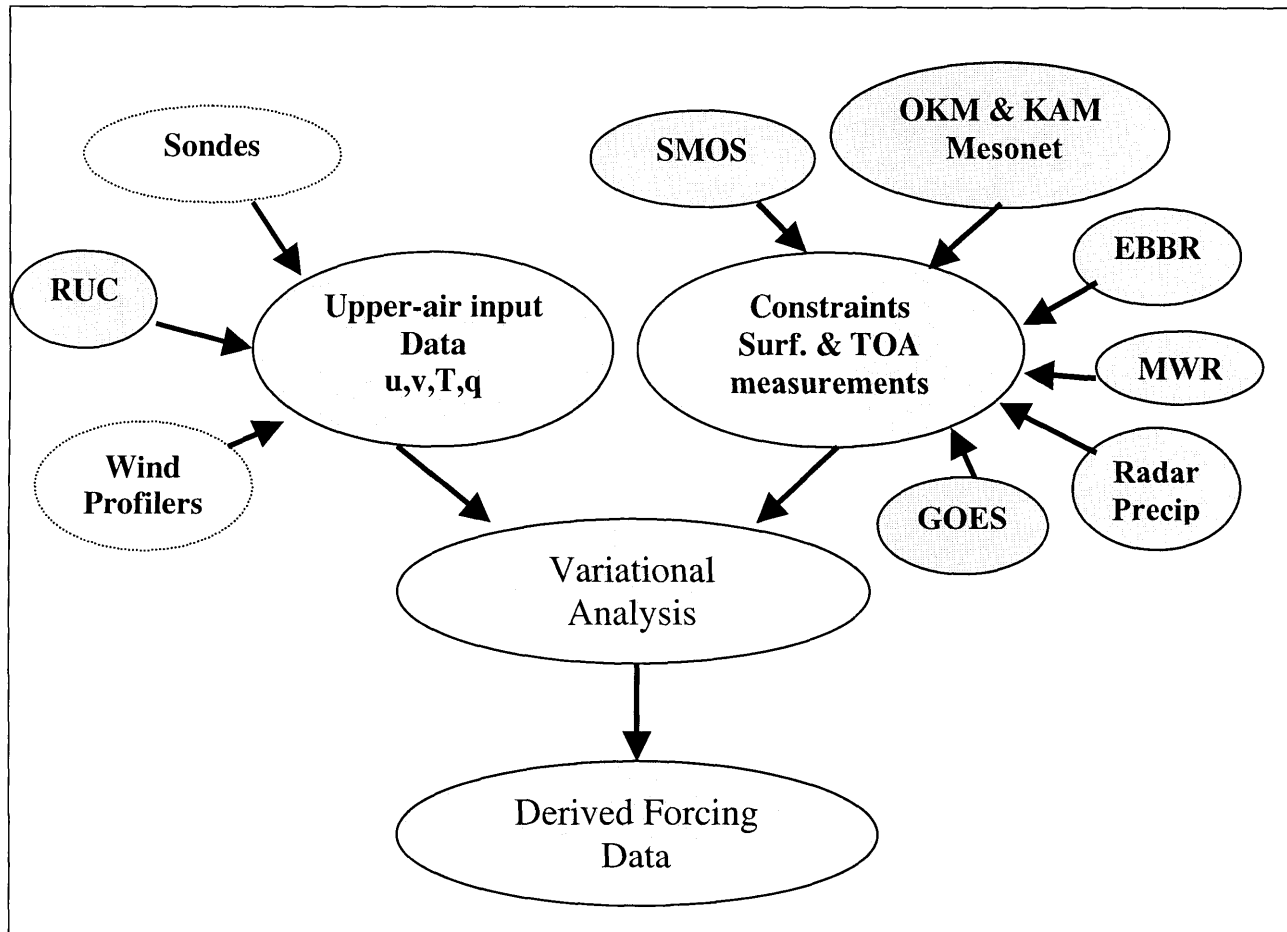 Sondes
SMOS
OKM & KAM
Mesonet
RUC
EBBR
Upper-air input
Data
u,v,T,q
Constraints
Surf. & TOA
measurements
MWR
Wind
Profilers
GOES
Radar
Precip
Variational
Analysis
Derived Forcing
Data